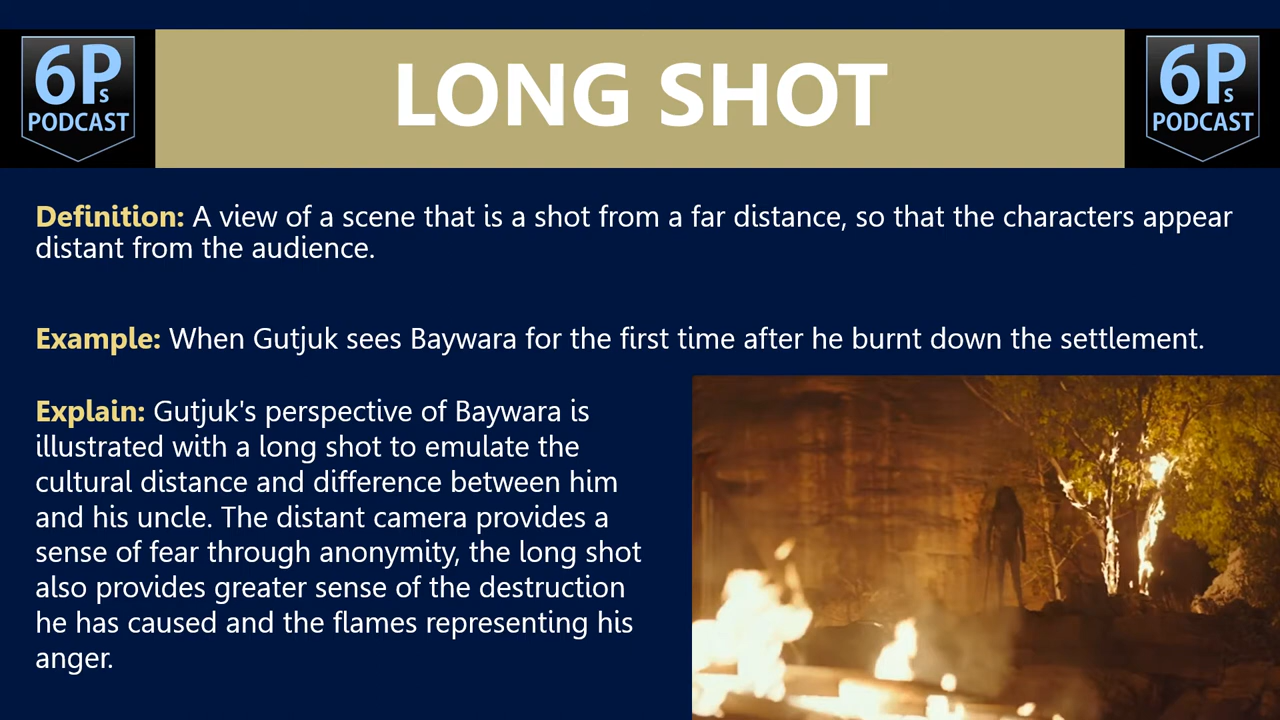 6Ps
PODCAST
LONG SHOT
6Ps
PODCAST
Definition: A view of a scene that is a shot from a far distance, so that the characters appear
distant from the audience.
Example: When Gutjuk sees Baywara for the first time after he burnt down the settlement.
Explain: Gutjuk's perspective of Baywara is
illustrated with a long shot to emulate the
cultural distance and difference between him
and his uncle. The distant camera provides a
sense of fear through anonymity, the long shot
also provides greater sense of the destruction
he has caused and the flames representing his
anger.